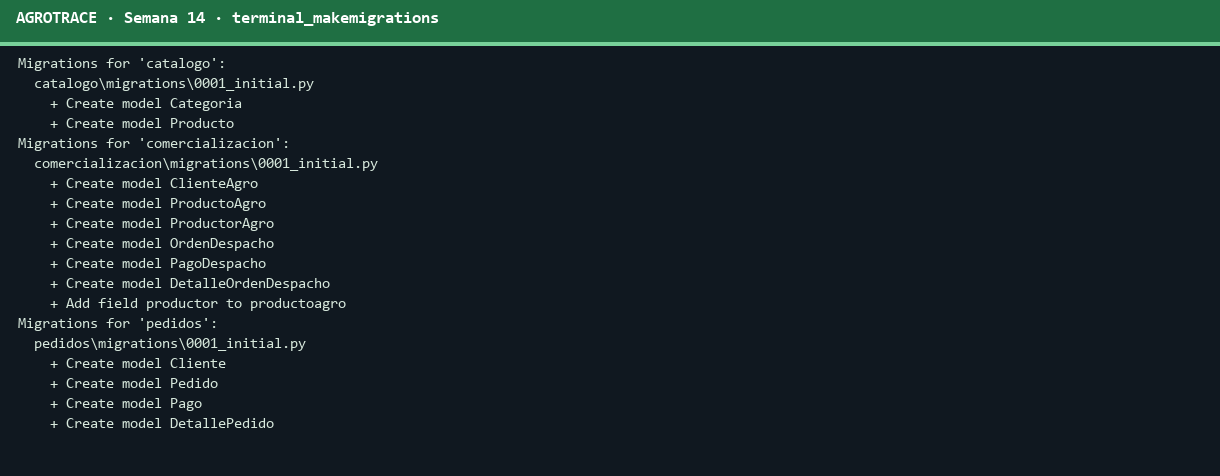 AGROTRACE · Semana 14 · terminal_makemigrations
Migrations for 'catalogo':
  catalogo\migrations\0001_initial.py
    + Create model Categoria
    + Create model Producto
Migrations for 'comercializacion':
  comercializacion\migrations\0001_initial.py
    + Create model ClienteAgro
    + Create model ProductoAgro
    + Create model ProductorAgro
    + Create model OrdenDespacho
    + Create model PagoDespacho
    + Create model DetalleOrdenDespacho
    + Add field productor to productoagro
Migrations for 'pedidos':
  pedidos\migrations\0001_initial.py
    + Create model Cliente
    + Create model Pedido
    + Create model Pago
    + Create model DetallePedido